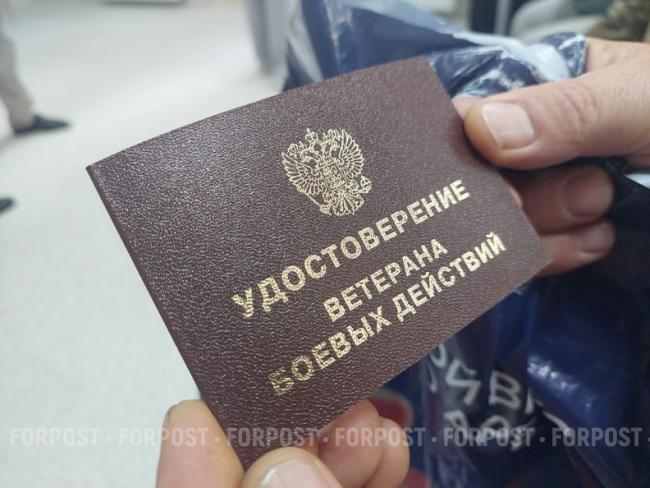 УДОСТОВЕРЕНИЕ
ВЕТЕРАНА
БОЕВЫХ ДЕЙСТВИЙ
FORPOST · FORPOST · FORPOST · FORPOST · FORPOST · FORPOST ·